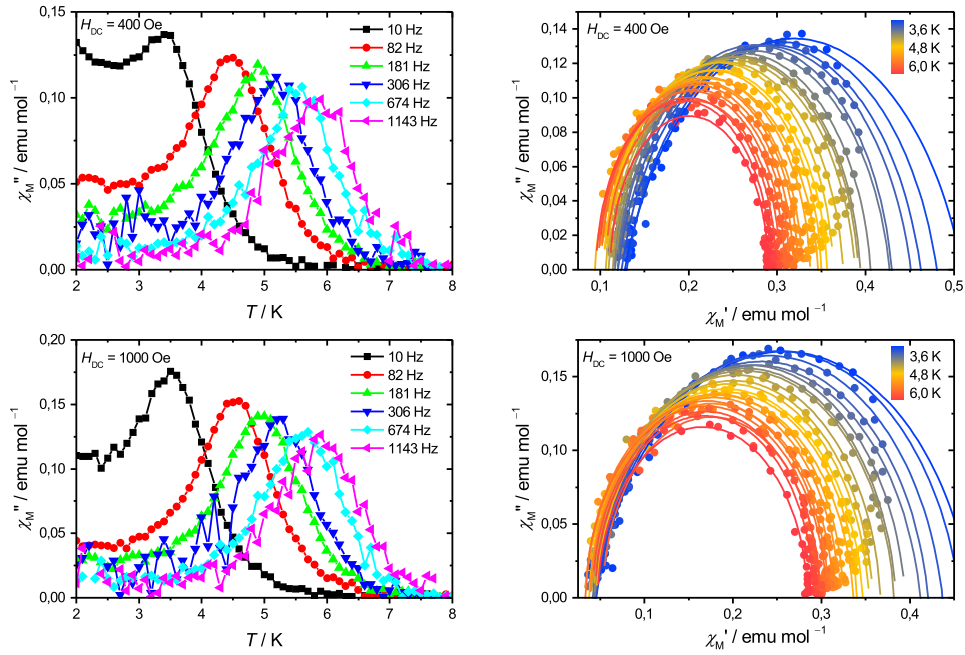 H_DC = 400 Oe
10 Hz
82 Hz
181 Hz
306 Hz
674 Hz
1143 Hz
0,15
0,10
0,05
0,00
χ_M'' / emu mol⁻¹
2 3 4 5 6 7 8
T / K
H_DC = 400 Oe
3,6 K
4,8 K
6,0 K
0,14
0,12
0,10
0,08
0,06
0,04
0,02
0,00
χ_M'' / emu mol⁻¹
0,1 0,2 0,3 0,4 0,5
χ_M' / emu mol⁻¹
H_DC = 1000 Oe
10 Hz
82 Hz
181 Hz
306 Hz
674 Hz
1143 Hz
0,20
0,15
0,10
0,05
0,00
χ_M'' / emu mol⁻¹
2 3 4 5 6 7 8
T / K
H_DC = 1000 Oe
3,6 K
4,8 K
6,0 K
0,15
0,10
0,05
0,00
χ_M'' / emu mol⁻¹
0,1 0,2 0,3 0,4
χ_M' / emu mol⁻¹